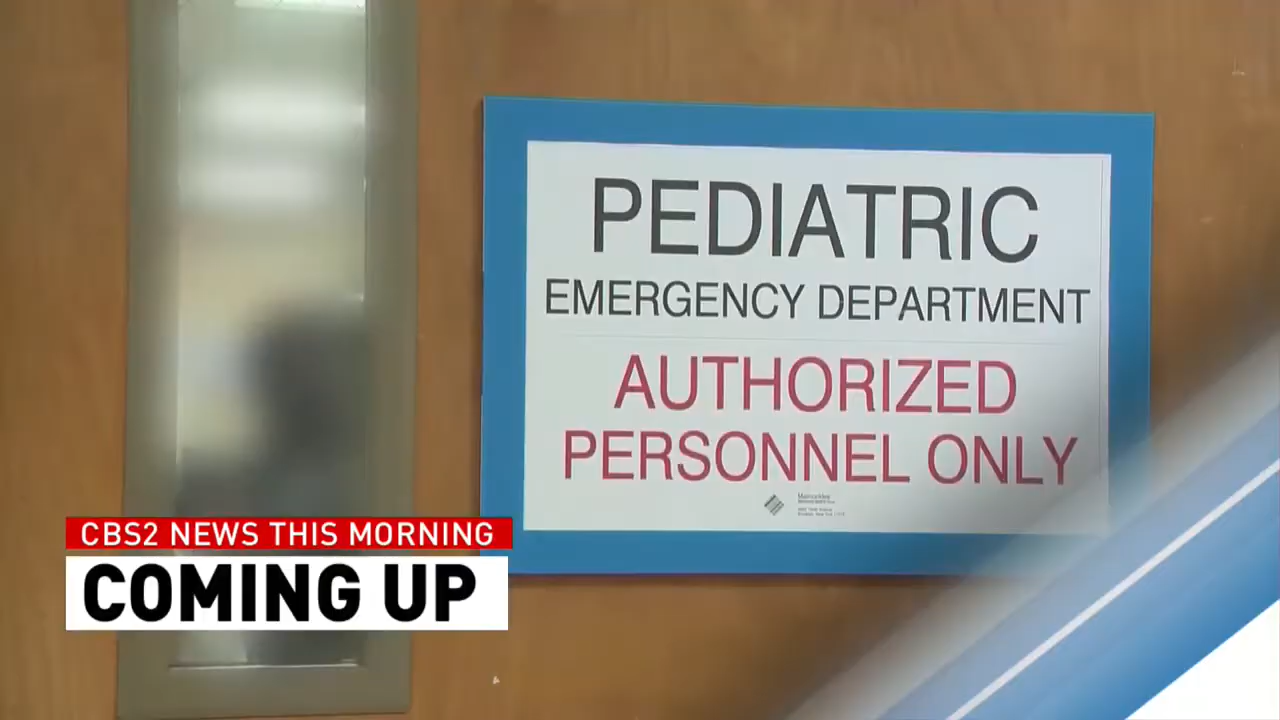 PEDIATRIC
EMERGENCY DEPARTMENT
AUTHORIZED
PERSONNEL ONLY
CBS2 NEWS THIS MORNING
COMING UP